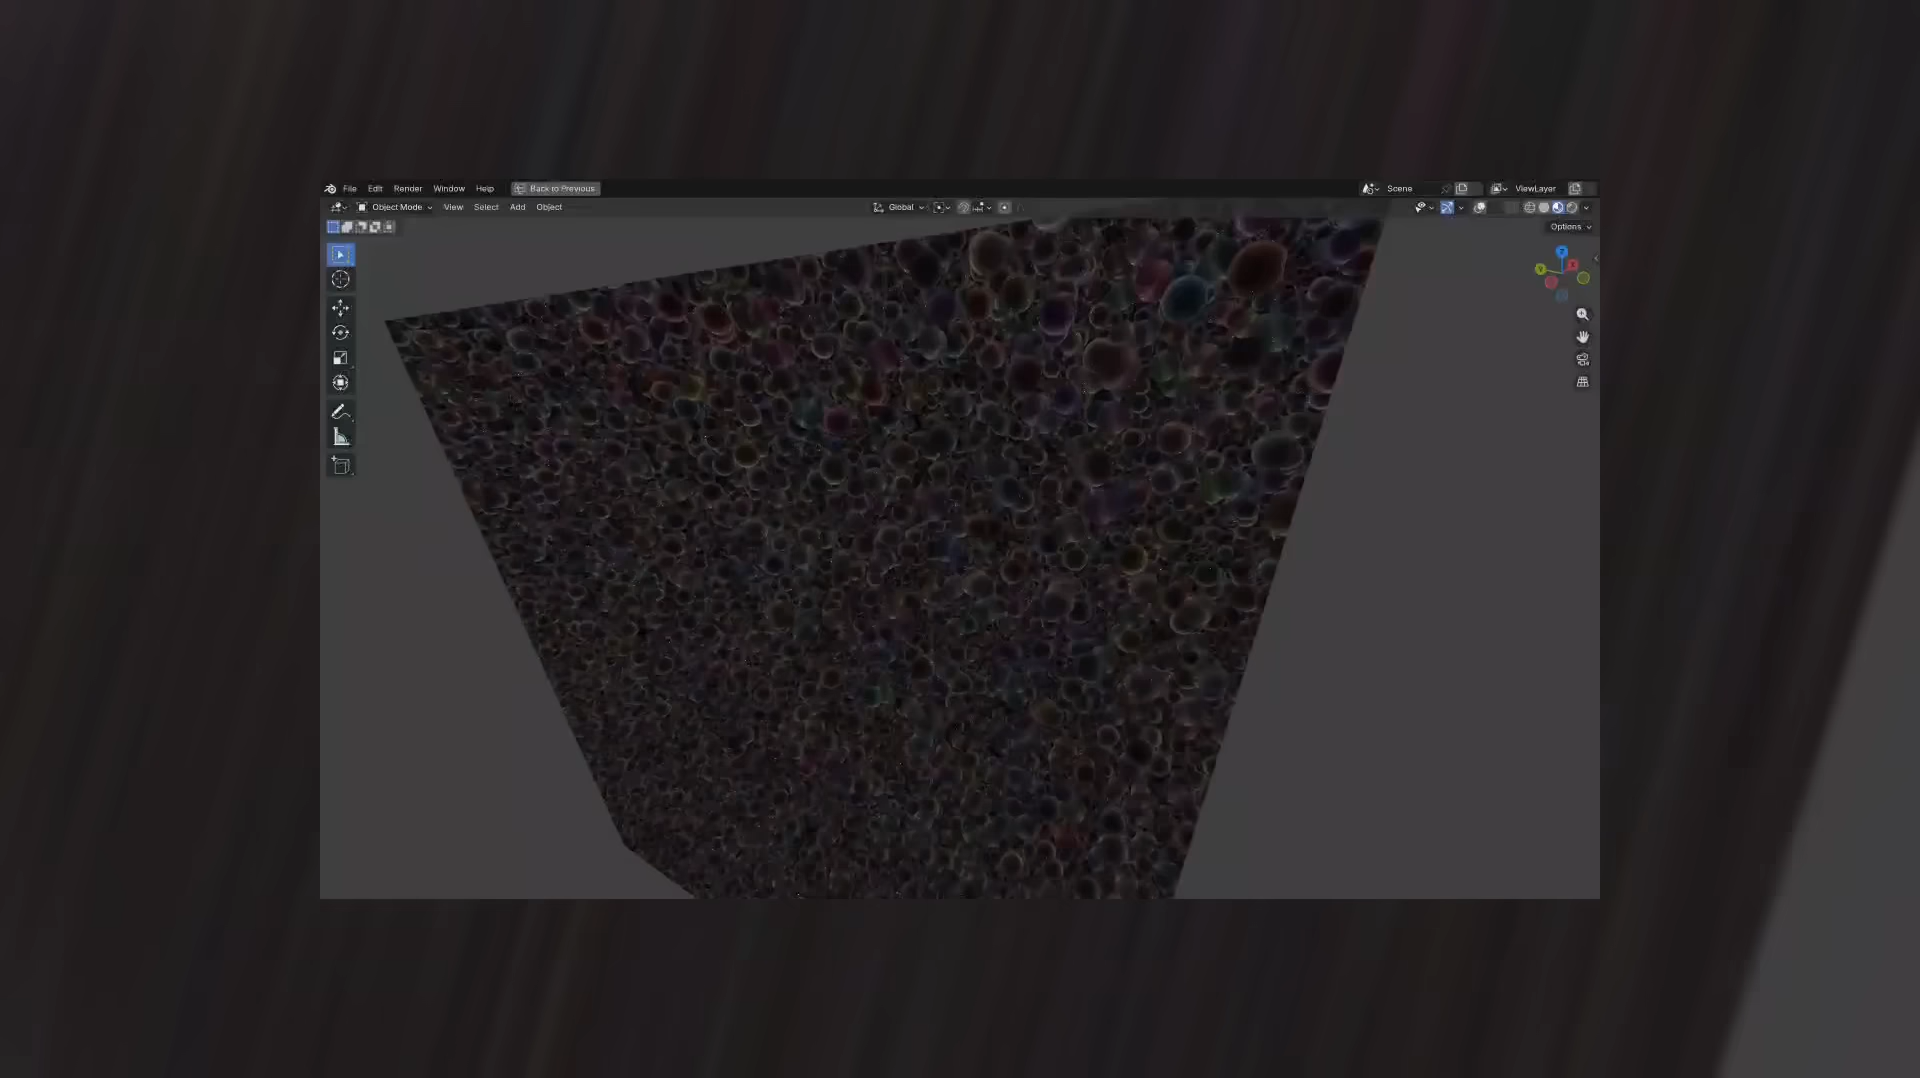 File Edit Render Window Help Back to Previous Scene ViewLayer
Object Mode View Select Add Object Global
Options
Z
Y X